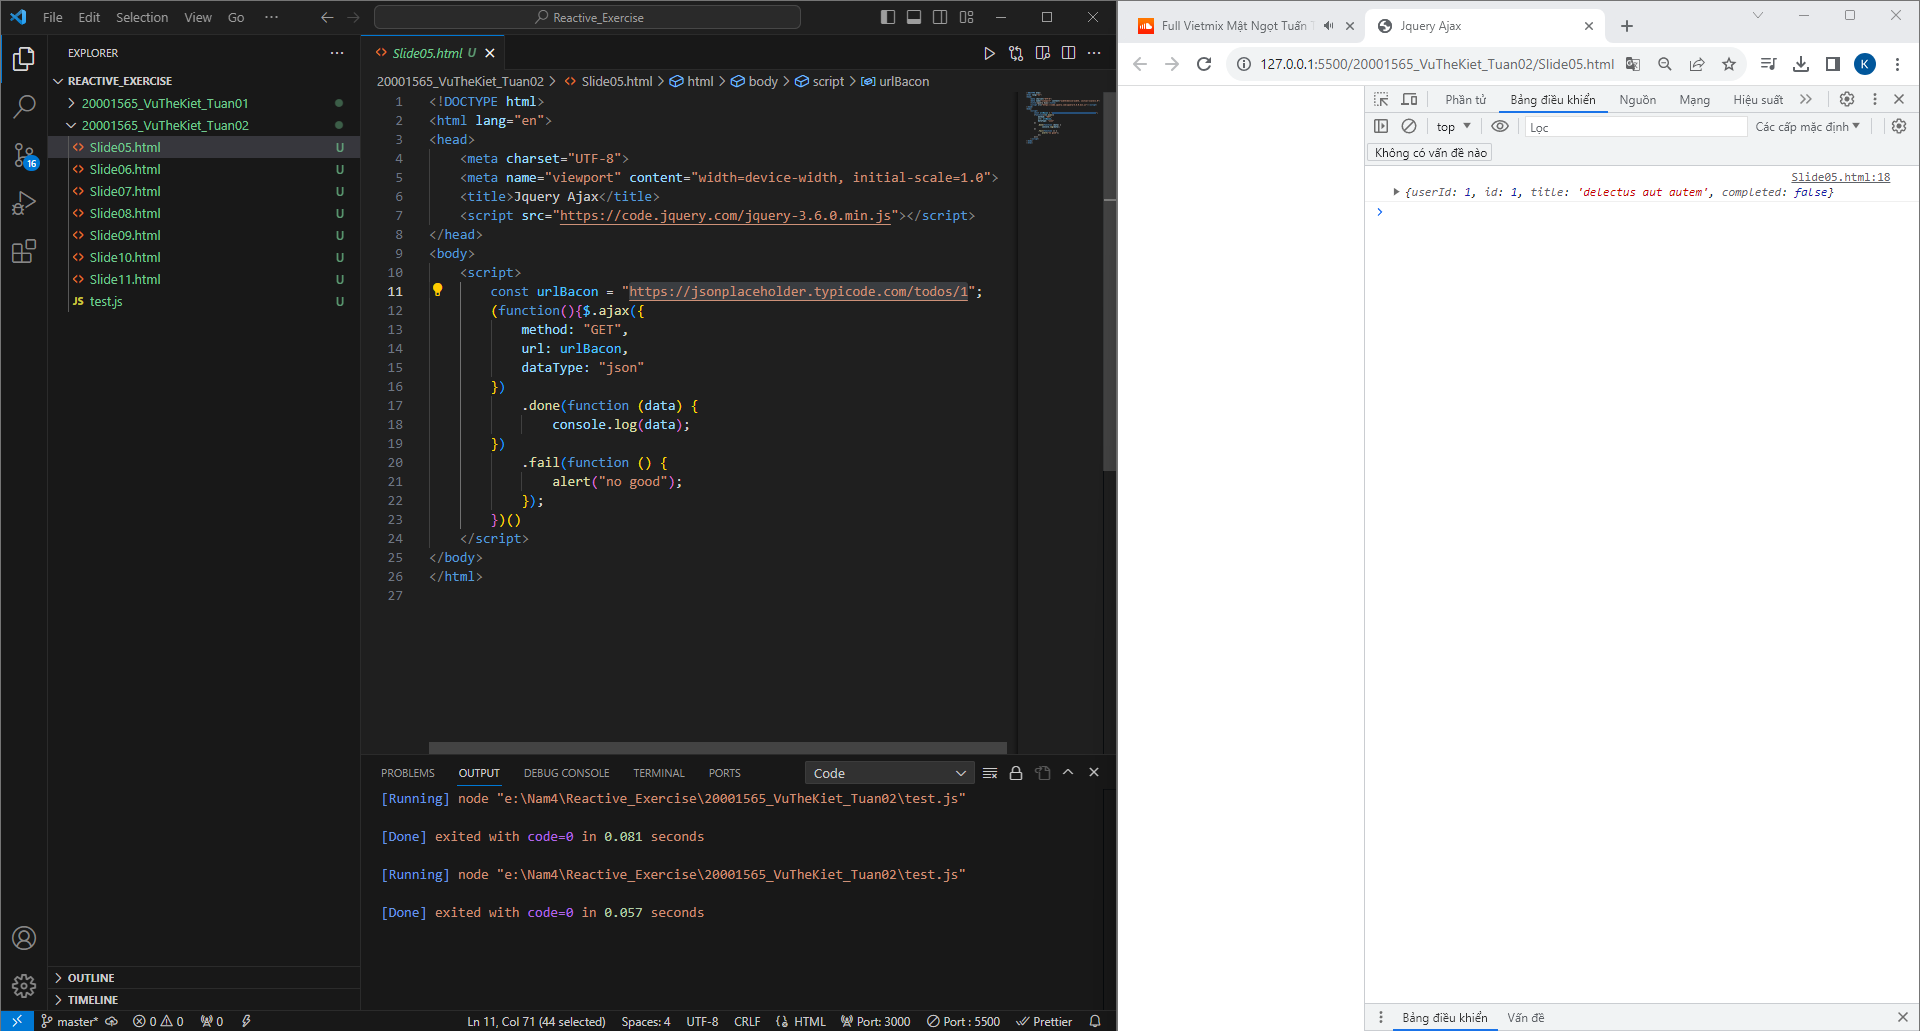 File Edit Selection View Go ··· Reactive_Exercise
EXPLORER ···
REACTIVE_EXERCISE
20001565_VuTheKiet_Tuan01
20001565_VuTheKiet_Tuan02
Slide05.html U
Slide06.html U
Slide07.html U
Slide08.html U
Slide09.html U
Slide10.html U
Slide11.html U
JS test.js U
OUTLINE
TIMELINE
16
Slide05.html U
20001565_VuTheKiet_Tuan02 > Slide05.html > html > body > script > urlBacon
1 <!DOCTYPE html>
2 <html lang="en">
3 <head>
4 <meta charset="UTF-8">
5 <meta name="viewport" content="width=device-width, initial-scale=1.0">
6 <title>Jquery Ajax</title>
7 <script src="https://code.jquery.com/jquery-3.6.0.min.js"></script>
8 </head>
9 <body>
10 <script>
11 const urlBacon = "https://jsonplaceholder.typicode.com/todos/1";
12 (function(){$.ajax({
13 method: "GET",
14 url: urlBacon,
15 dataType: "json"
16 })
17 .done(function (data) {
18 console.log(data);
19 })
20 .fail(function () {
21 alert("no good");
22 });
23 })()
24 </script>
25 </body>
26 </html>
27
PROBLEMS OUTPUT DEBUG CONSOLE TERMINAL PORTS Code
[Running] node "e:\Nam4\Reactive_Exercise\20001565_VuTheKiet_Tuan02\test.js"
[Done] exited with code=0 in 0.081 seconds
[Running] node "e:\Nam4\Reactive_Exercise\20001565_VuTheKiet_Tuan02\test.js"
[Done] exited with code=0 in 0.057 seconds
master* 0 0 0 Ln 11, Col 71 (44 selected) Spaces: 4 UTF-8 CRLF HTML Port: 3000 Port : 5500 Prettier
Full Vietmix Mật Ngọt Tuấn Jquery Ajax
127.0.0.1:5500/20001565_VuTheKiet_Tuan02/Slide05.html K
Phần tử Bảng điều khiển Nguồn Mạng Hiệu suất
top Lọc Các cấp mặc định
Không có vấn đề nào
Slide05.html:18
{userId: 1, id: 1, title: 'delectus aut autem', completed: false}
Bảng điều khiển Vấn đề